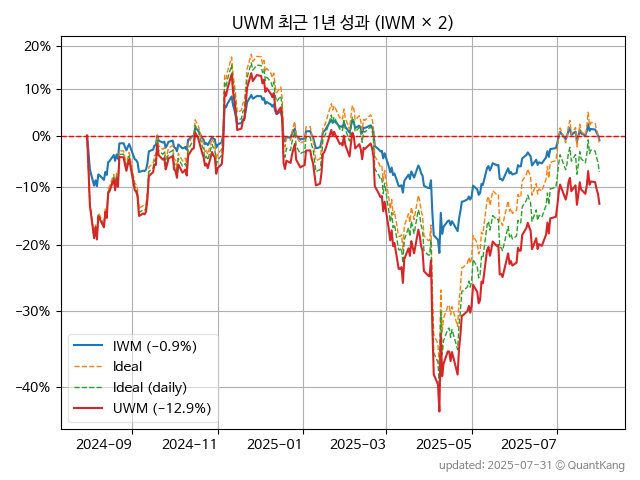 UWM 최근 1년 성과 (IWM × 2)
20%
10%
0%
−10%
−20%
−30%
−40%
IWM (−0.9%)
Ideal
Ideal (daily)
UWM (−12.9%)
2024-09
2024-11
2025-01
2025-03
2025-05
2025-07
updated: 2025-07-31 © QuantKang